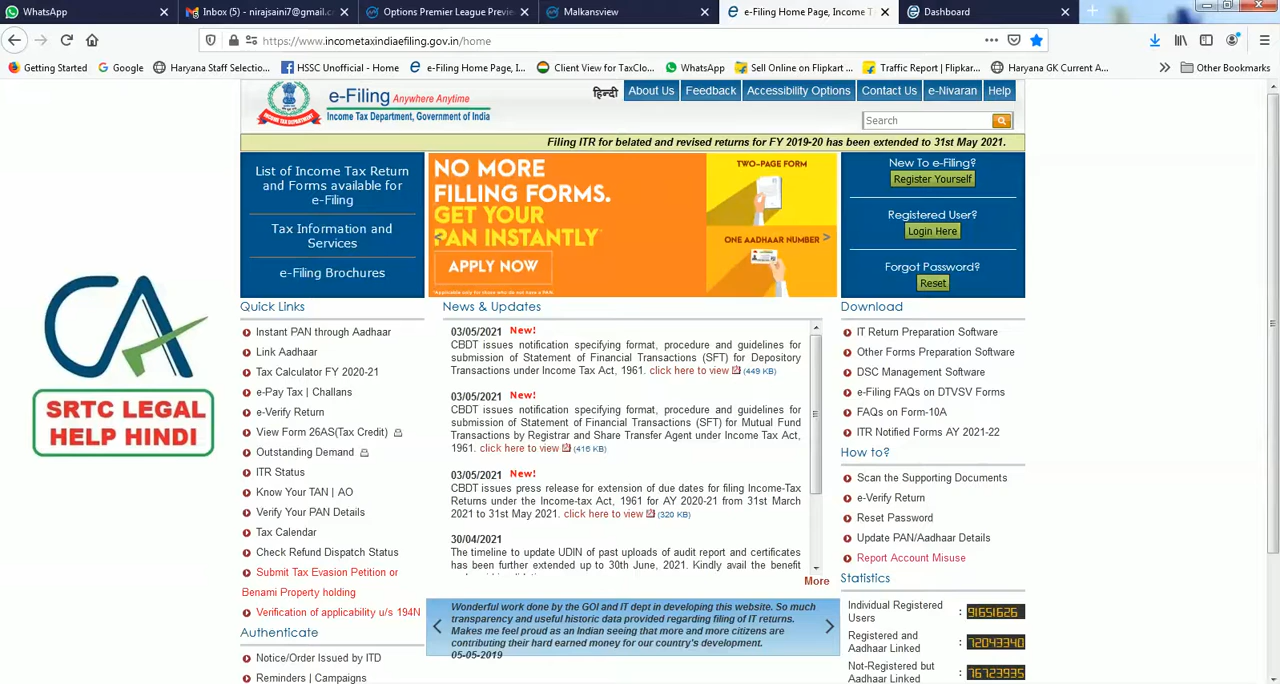 WhatsApp
Inbox (5) - nirajsaini7@gmail.c
Options Premier League Previe
Malkansview
e-Filing Home Page, Income T
Dashboard
https://www.incometaxindiaefiling.gov.in/home
Getting Started
Google
Haryana Staff Selectio...
HSSC Unofficial - Home
e-Filing Home Page, I...
Client View for TaxClo...
WhatsApp
Sell Online on Flipkart ...
Traffic Report | Flipkar...
Haryana GK Current A...
Other Bookmarks
e-Filing Anywhere Anytime
Income Tax Department, Government of India
हिन्दी
About Us
Feedback
Accessibility Options
Contact Us
e-Nivaran
Help
Search
Filing ITR for belated and revised returns for FY 2019-20 has been extended to 31st May 2021.
List of Income Tax Return
and Forms available for
e-Filing
Tax Information and
Services
e-Filing Brochures
NO MORE
FILLING FORMS.
GET YOUR
PAN INSTANTLY*
APPLY NOW
*Applicable only for those who do not have a PAN.
TWO-PAGE FORM
ONE AADHAAR NUMBER
New To e-Filing?
Register Yourself
Registered User?
Login Here
Forgot Password?
Reset
CA
SRTC LEGAL
HELP HINDI
Quick Links
Instant PAN through Aadhaar
Link Aadhaar
Tax Calculator FY 2020-21
e-Pay Tax | Challans
e-Verify Return
View Form 26AS(Tax Credit)
Outstanding Demand
ITR Status
Know Your TAN | AO
Verify Your PAN Details
Tax Calendar
Check Refund Dispatch Status
Submit Tax Evasion Petition or
Benami Property holding
Verification of applicability u/s 194N
Authenticate
Notice/Order Issued by ITD
Reminders | Campaigns
News & Updates
03/05/2021 New!
CBDT issues notification specifying format, procedure and guidelines for
submission of Statement of Financial Transactions (SFT) for Depository
Transactions under Income Tax Act, 1961. click here to view (449 KB)
03/05/2021 New!
CBDT issues notification specifying format, procedure and guidelines for
submission of Statement of Financial Transactions (SFT) for Mutual Fund
Transactions by Registrar and Share Transfer Agent under Income Tax Act,
1961. click here to view (416 KB)
03/05/2021 New!
CBDT issues press release for extension of due dates for filing Income-Tax
Returns under the Income-tax Act, 1961 for AY 2020-21 from 31st March
2021 to 31st May 2021. click here to view (320 KB)
30/04/2021
The timeline to update UDIN of past uploads of audit report and certificates
has been further extended up to 30th June, 2021. Kindly avail the benefit
More
Wonderful work done by the GOI and IT dept in developing this website. So much
transparency and useful historic data provided regarding filing of IT returns.
Makes me feel proud as an Indian seeing that more and more citizens are
contributing their hard earned money for our country's development.
05-05-2019
Download
IT Return Preparation Software
Other Forms Preparation Software
DSC Management Software
e-Filing FAQs on DTVSV Forms
FAQs on Form-10A
ITR Notified Forms AY 2021-22
How to?
Scan the Supporting Documents
e-Verify Return
Reset Password
Update PAN/Aadhaar Details
Report Account Misuse
Statistics
Individual Registered
Users : 91651626
Registered and
Aadhaar Linked : 72043340
Not-Registered but
Aadhaar Linked : 76723935